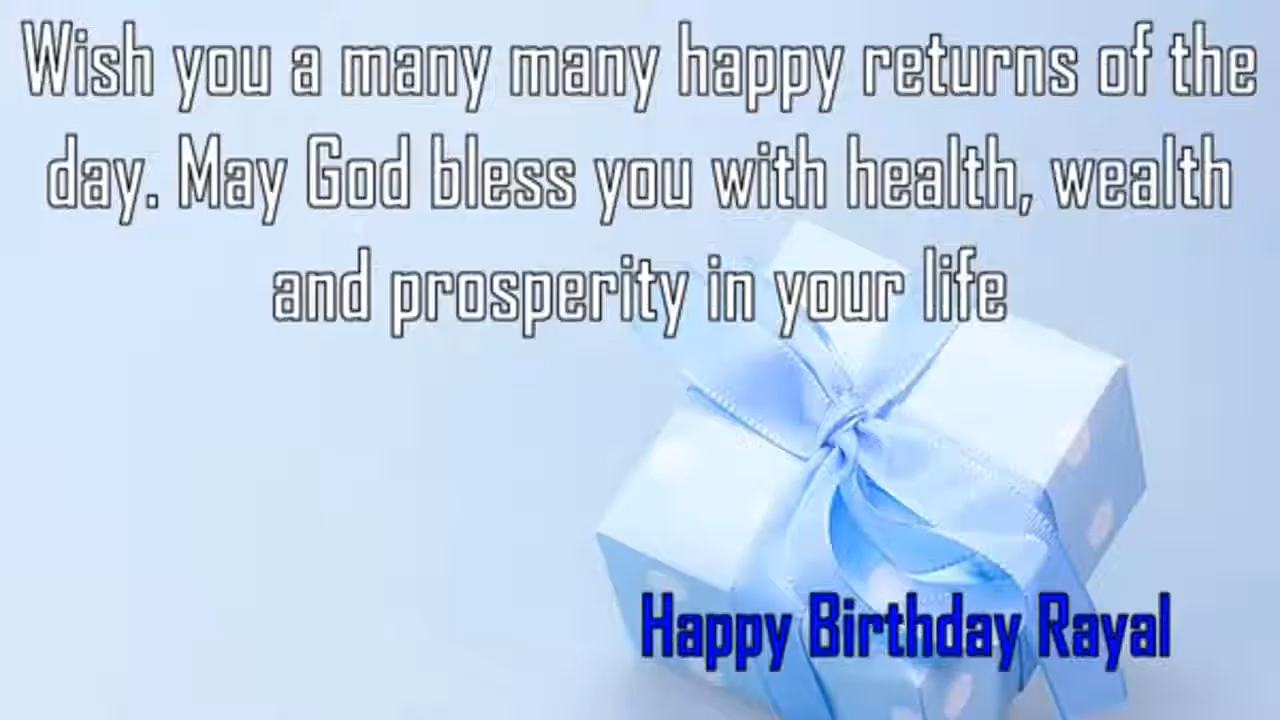 Wish you a many many happy returns of the
day. May God bless you with health, wealth
and prosperity in your life
Happy Birthday Rayal